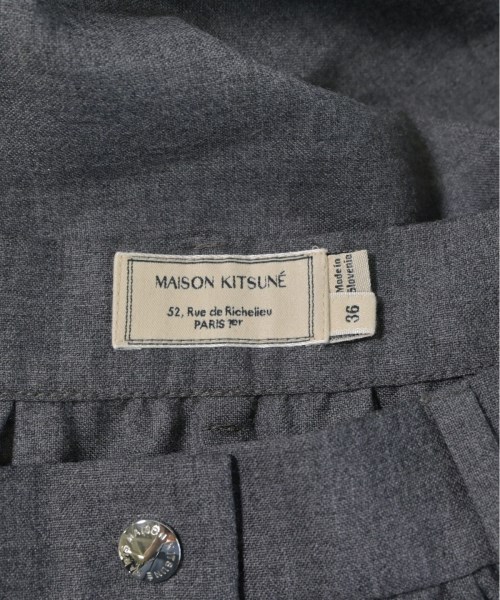 MAISON KITSUNÉ
52, Rue de Richelieu
PARIS 1er
Made in
Slovenia
36